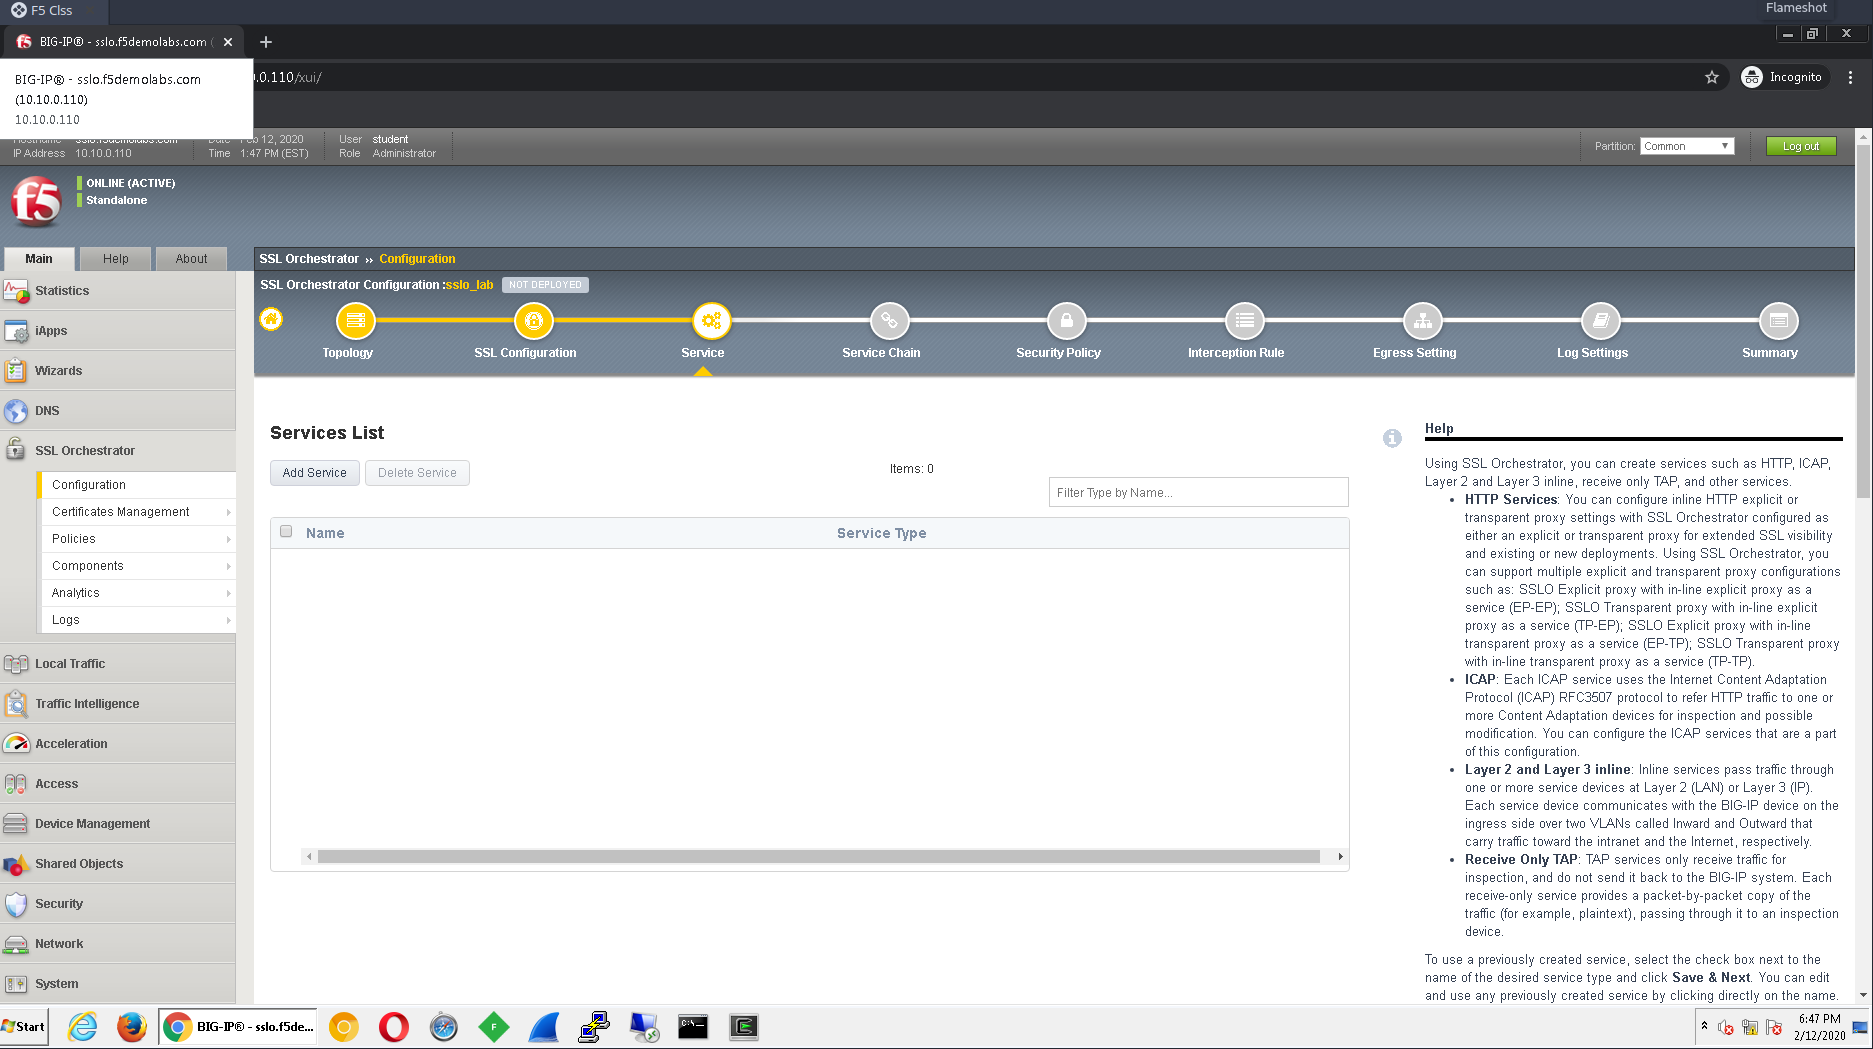 F5 Clss
Flameshot
BIG-IP® - sslo.f5demolabs.com (
BIG-IP® - sslo.f5demolabs.com
(10.10.0.110)
10.10.0.110
.0.110/xui/
Incognito
Hostname sslo.f5demolabs.com Date Feb 12, 2020 User student
IP Address 10.10.0.110 Time 1:47 PM (EST) Role Administrator
Partition: Common
Log out
f5
ONLINE (ACTIVE)
Standalone
Main Help About
Statistics
iApps
Wizards
DNS
SSL Orchestrator
Configuration
Certificates Management
Policies
Components
Analytics
Logs
Local Traffic
Traffic Intelligence
Acceleration
Access
Device Management
Shared Objects
Security
Network
System
SSL Orchestrator ›› Configuration
SSL Orchestrator Configuration :sslo_lab NOT DEPLOYED
Topology SSL Configuration Service Service Chain Security Policy Interception Rule Egress Setting Log Settings Summary
Services List
Add Service Delete Service
Items: 0
Filter Type by Name...
Name Service Type
Help
Using SSL Orchestrator, you can create services such as HTTP, ICAP,
Layer 2 and Layer 3 inline, receive only TAP, and other services.
• HTTP Services: You can configure inline HTTP explicit or
transparent proxy settings with SSL Orchestrator configured as
either an explicit or transparent proxy for extended SSL visibility
and existing or new deployments. Using SSL Orchestrator, you
can support multiple explicit and transparent proxy configurations
such as: SSLO Explicit proxy with in-line explicit proxy as a
service (EP-EP); SSLO Transparent proxy with in-line explicit
proxy as a service (TP-EP); SSLO Explicit proxy with in-line
transparent proxy as a service (EP-TP); SSLO Transparent proxy
with in-line transparent proxy as a service (TP-TP).
• ICAP: Each ICAP service uses the Internet Content Adaptation
Protocol (ICAP) RFC3507 protocol to refer HTTP traffic to one or
more Content Adaptation devices for inspection and possible
modification. You can configure the ICAP services that are a part
of this configuration.
• Layer 2 and Layer 3 inline: Inline services pass traffic through
one or more service devices at Layer 2 (LAN) or Layer 3 (IP).
Each service device communicates with the BIG-IP device on the
ingress side over two VLANs called Inward and Outward that
carry traffic toward the intranet and the Internet, respectively.
• Receive Only TAP: TAP services only receive traffic for
inspection, and do not send it back to the BIG-IP system. Each
receive-only service provides a packet-by-packet copy of the
traffic (for example, plaintext), passing through it to an inspection
device.
To use a previously created service, select the check box next to the
name of the desired service type and click Save & Next. You can edit
and use any previously created service by clicking directly on the name.
Start
BIG-IP® - sslo.f5de...
6:47 PM
2/12/2020